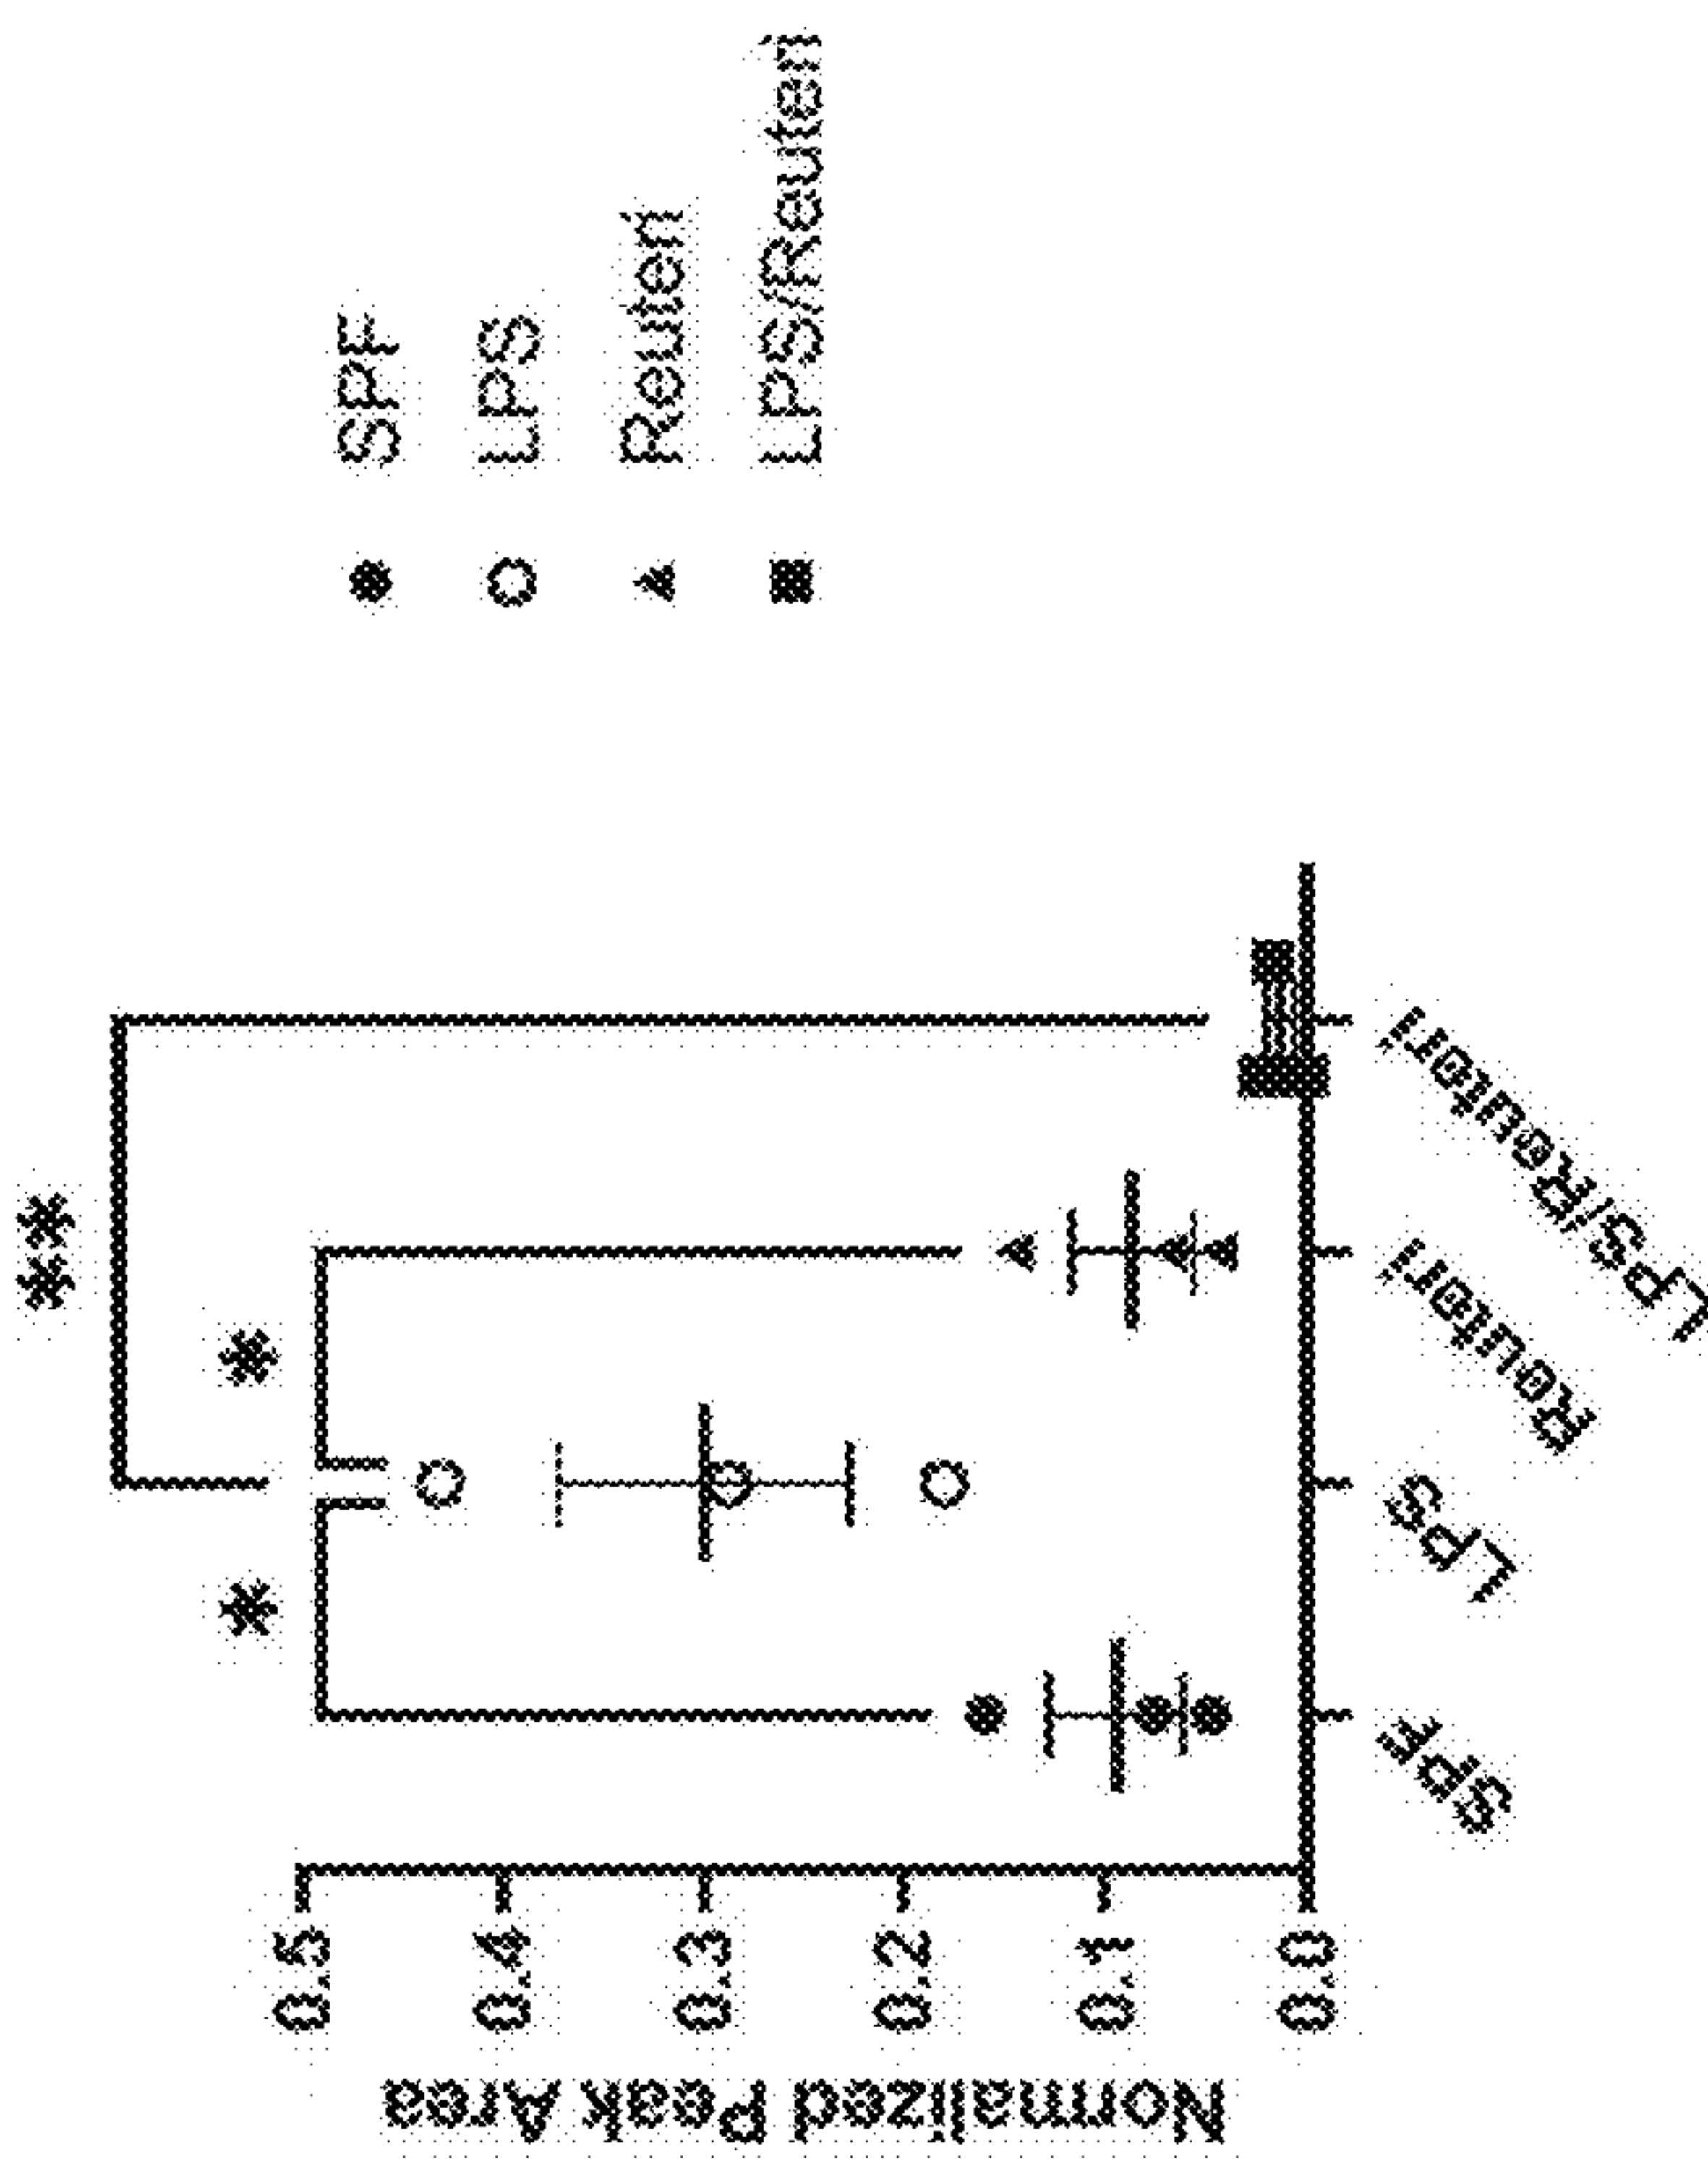 **
*
*
Normalized Peak Area
0.5
0.4
0.3
0.2
0.1
0.0
SPF
LPS
Reuteri
LPS/Reuteri
SPF
LPS
Reuteri
LPS/Reuteri